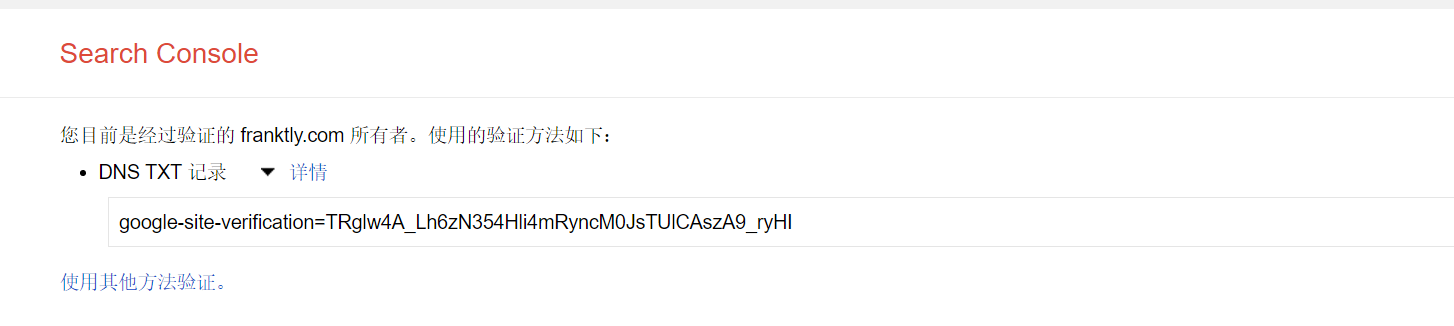 Search Console
您目前是经过验证的 franktly.com 所有者。使用的验证方法如下：
DNS TXT 记录 详情
google-site-verification=TRglw4A_Lh6zN354Hli4mRyncM0JsTUlCAszA9_ryHI
使用其他方法验证。